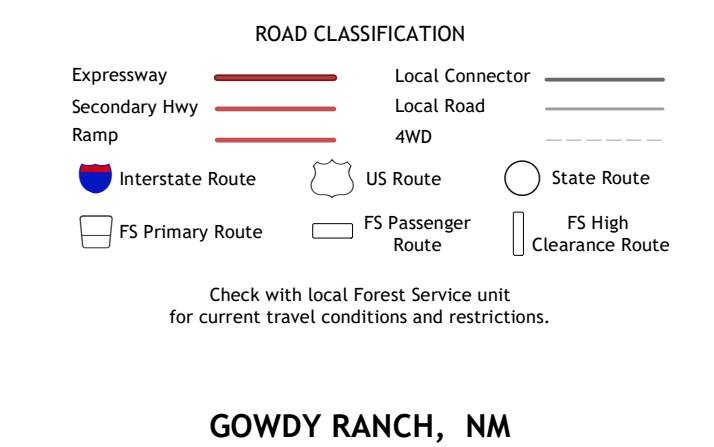 ROAD CLASSIFICATION
Expressway
Local Connector
Secondary Hwy
Local Road
Ramp
4WD
Interstate Route
US Route
State Route
FS Primary Route
FS Passenger
Route
FS High
Clearance Route
Check with local Forest Service unit
for current travel conditions and restrictions.
GOWDY RANCH, NM